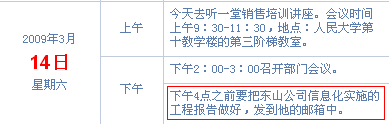 2009年3月
14日
星期六
上午
今天去听一堂销售培训讲座。会议时间
上午9：30-11：30，地点：人民大学第
十教学楼的第三阶梯教室。
下午
下午2：00-3：00召开部门会议。
下午4点之前要把东山公司信息化实施的
工程报告做好，发到他的邮箱中。